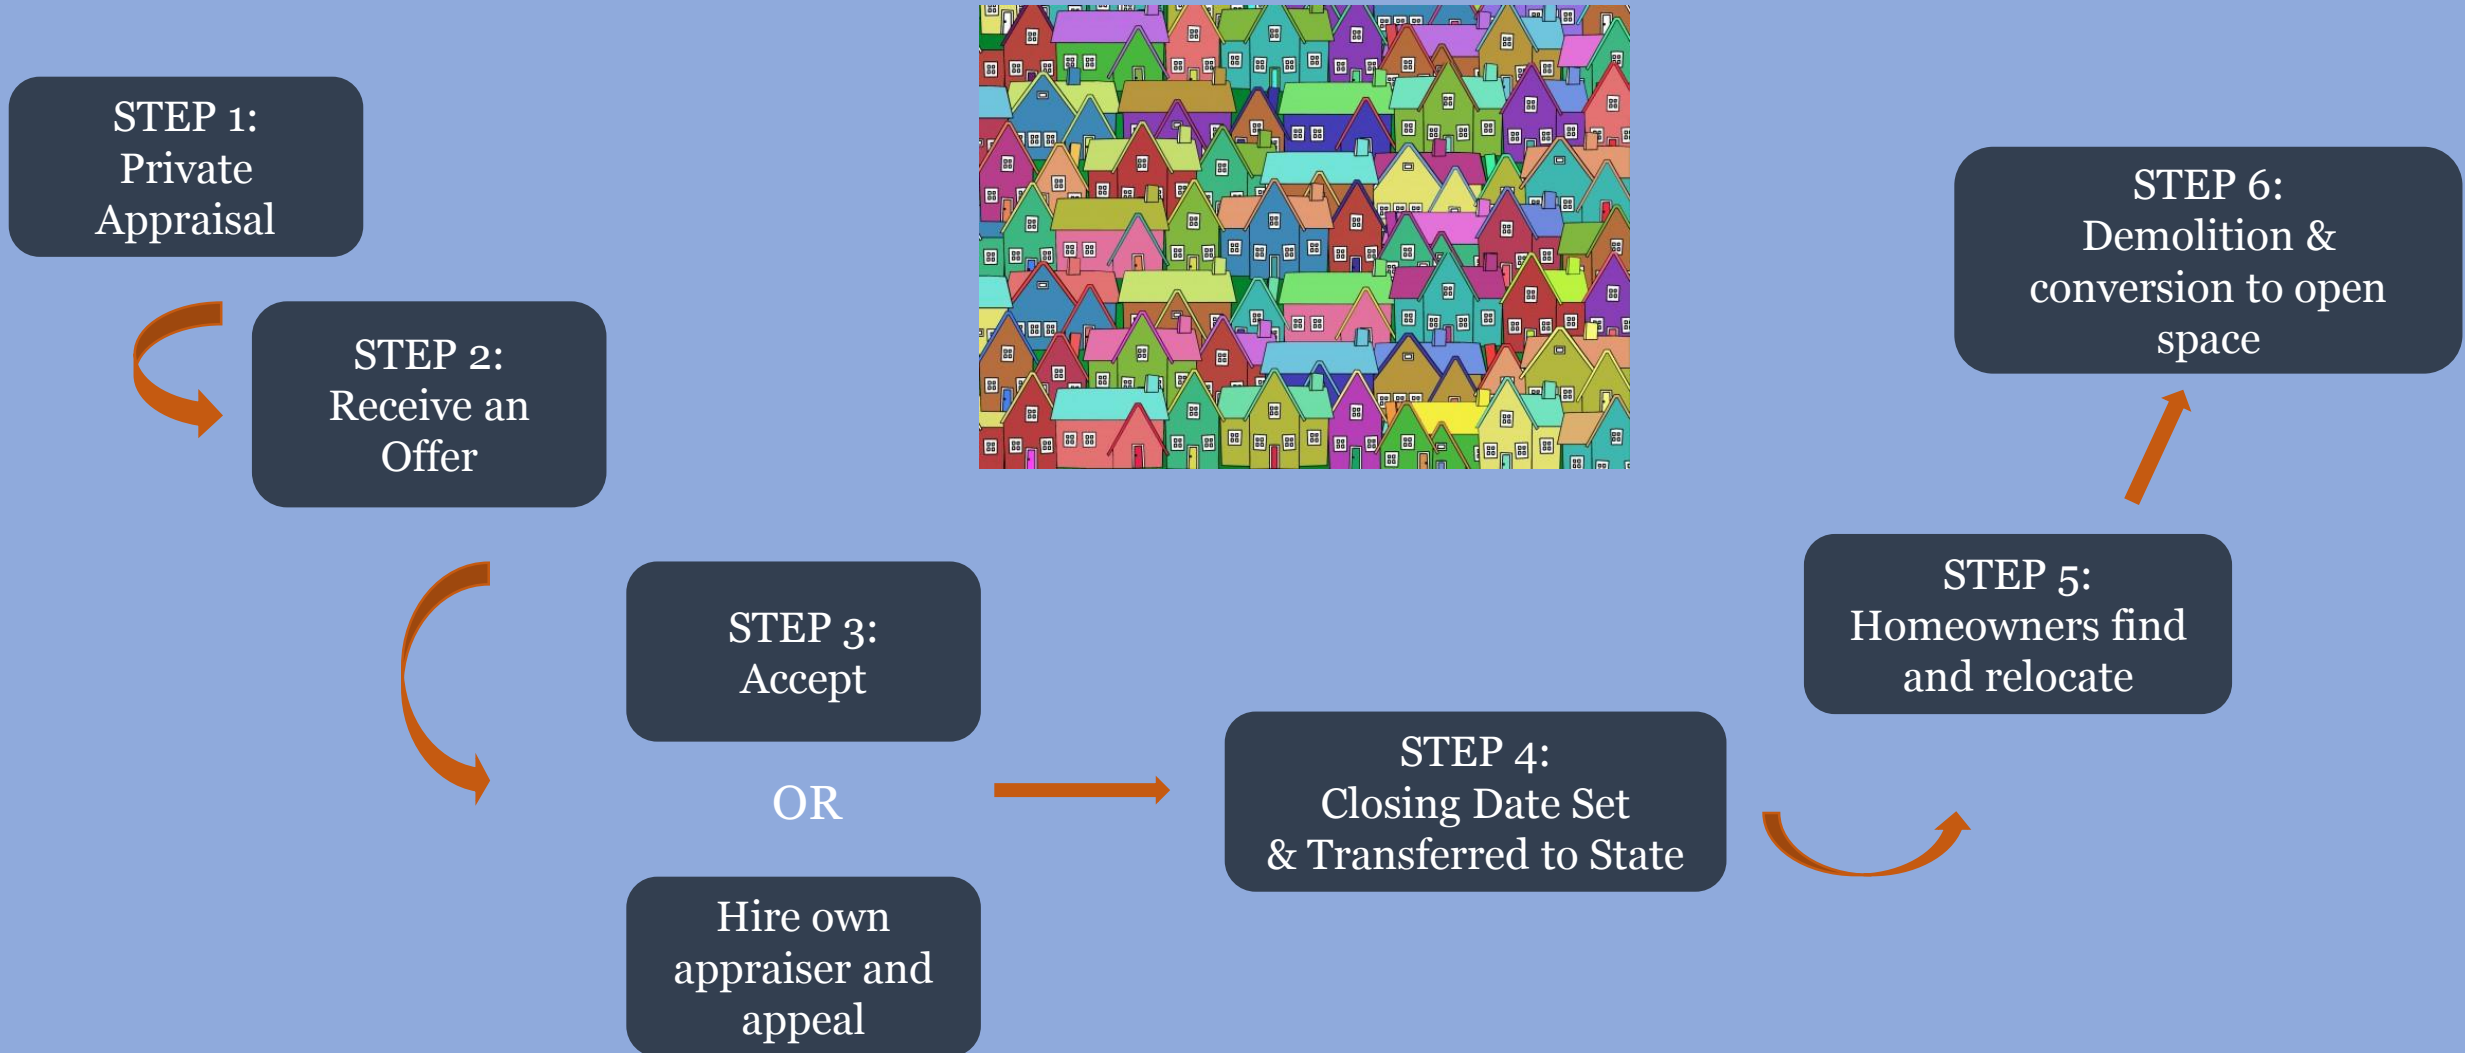 STEP 1:
Private
Appraisal
STEP 2:
Receive an
Offer
STEP 3:
Accept
OR
Hire own
appraiser and
appeal
STEP 4:
Closing Date Set
& Transferred to State
STEP 5:
Homeowners find
and relocate
STEP 6:
Demolition &
conversion to open
space